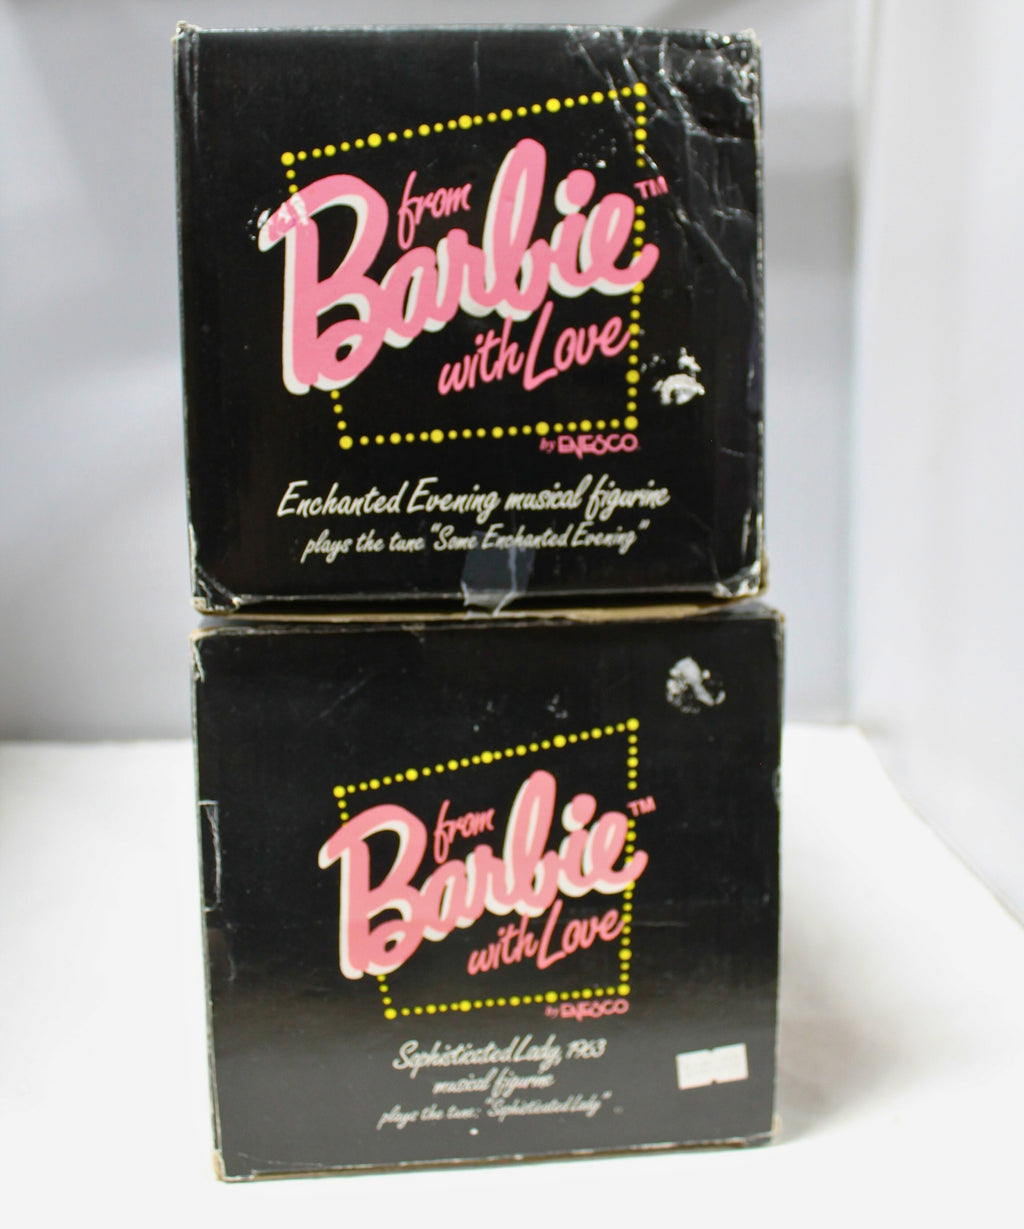 from
Barbie™
with Love
by ENESCO
Enchanted Evening musical figurine
plays the tune "Some Enchanted Evening"
from
Barbie™
with Love
by ENESCO
Sophisticated Lady, 1963
musical figurine
plays the tune: "Sophisticated Lady"